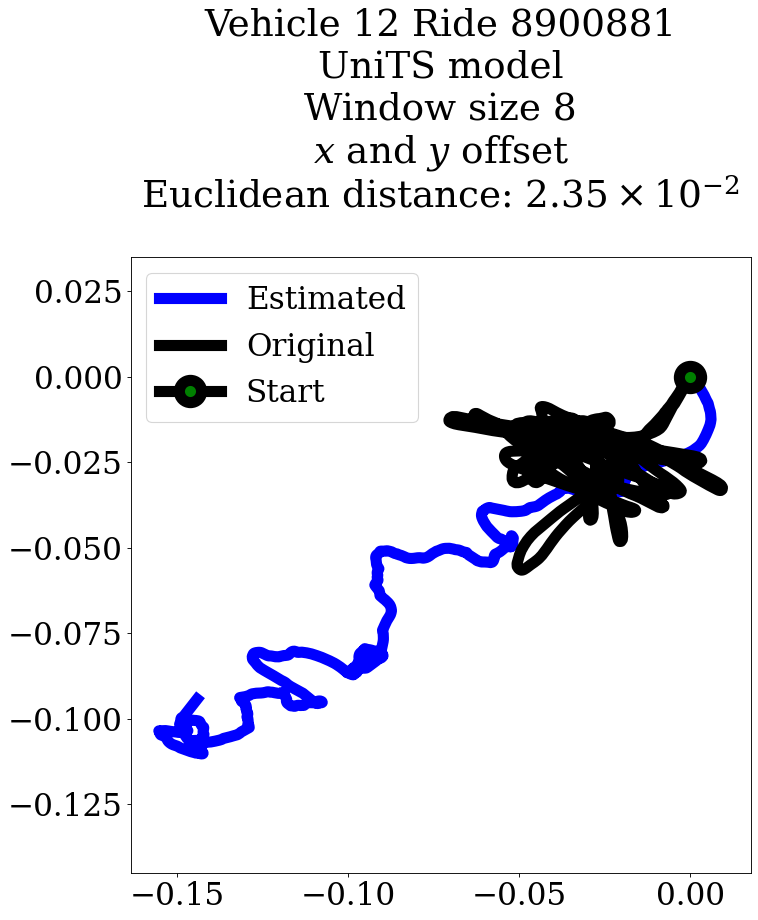 Vehicle 12 Ride 8900881
UniTS model
Window size 8
x and y offset
Euclidean distance: 2.35 × 10⁻²
Estimated
Original
Start
0.025
0.000
−0.025
−0.050
−0.075
−0.100
−0.125
−0.15 −0.10 −0.05 0.00